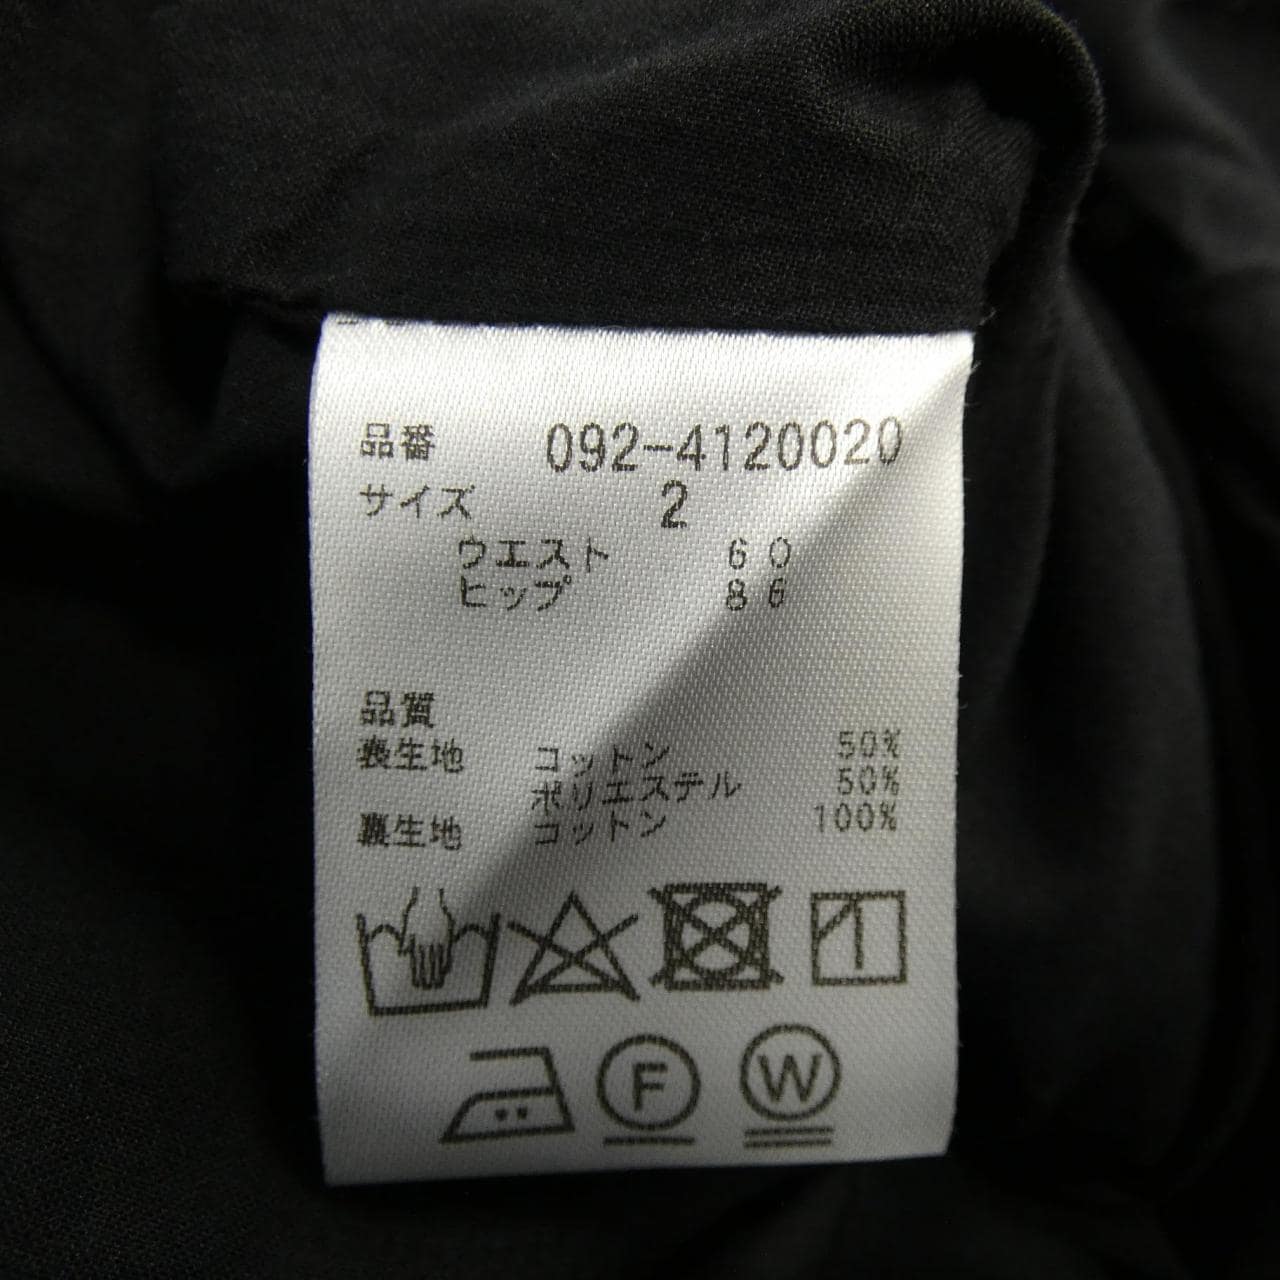 品番 092-4120020
サイズ 2
ウエスト 60
ヒップ 86
品質
表生地 コットン 50%
ポリエステル 50%
裏生地 コットン 100%
F W